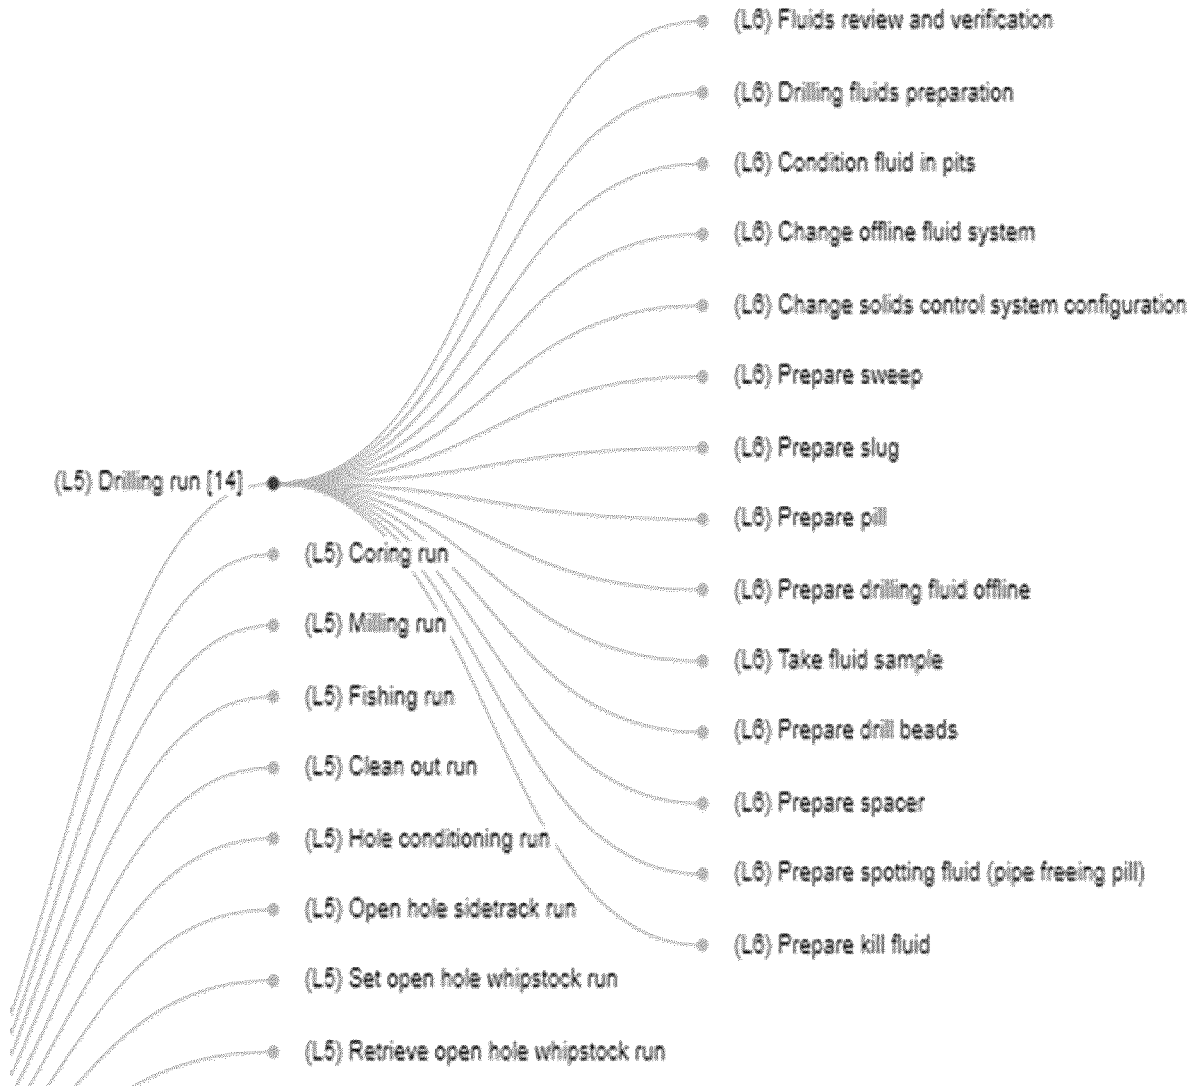 (L6) Fluids review and verification
(L6) Drilling fluids preparation
(L6) Condition fluid in pits
(L6) Change offline fluid system
(L6) Change solids control system configuration
(L6) Prepare sweep
(L6) Prepare slug
(L5) Drilling run [14]
(L6) Prepare pill
(L5) Coring run
(L6) Prepare drilling fluid offline
(L5) Milling run
(L6) Take fluid sample
(L5) Fishing run
(L6) Prepare drill beads
(L5) Clean out run
(L6) Prepare spacer
(L5) Hole conditioning run
(L6) Prepare spotting fluid (pipe freeing pill)
(L5) Open hole sidetrack run
(L6) Prepare kill fluid
(L5) Set open hole whipstock run
(L5) Retrieve open hole whipstock run